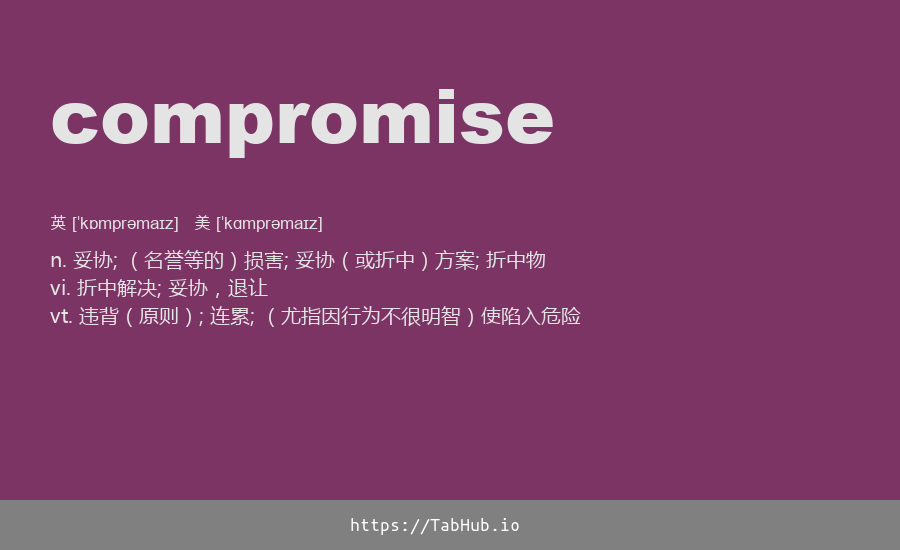 compromise
英 [ˈkɒmprəmaɪz] 美 [ˈkɑmprəmaɪz]
n. 妥协; （名誉等的）损害; 妥协（或折中）方案; 折中物
vi. 折中解决; 妥协，退让
vt. 违背（原则）; 连累; （尤指因行为不很明智）使陷入危险
https://TabHub.io